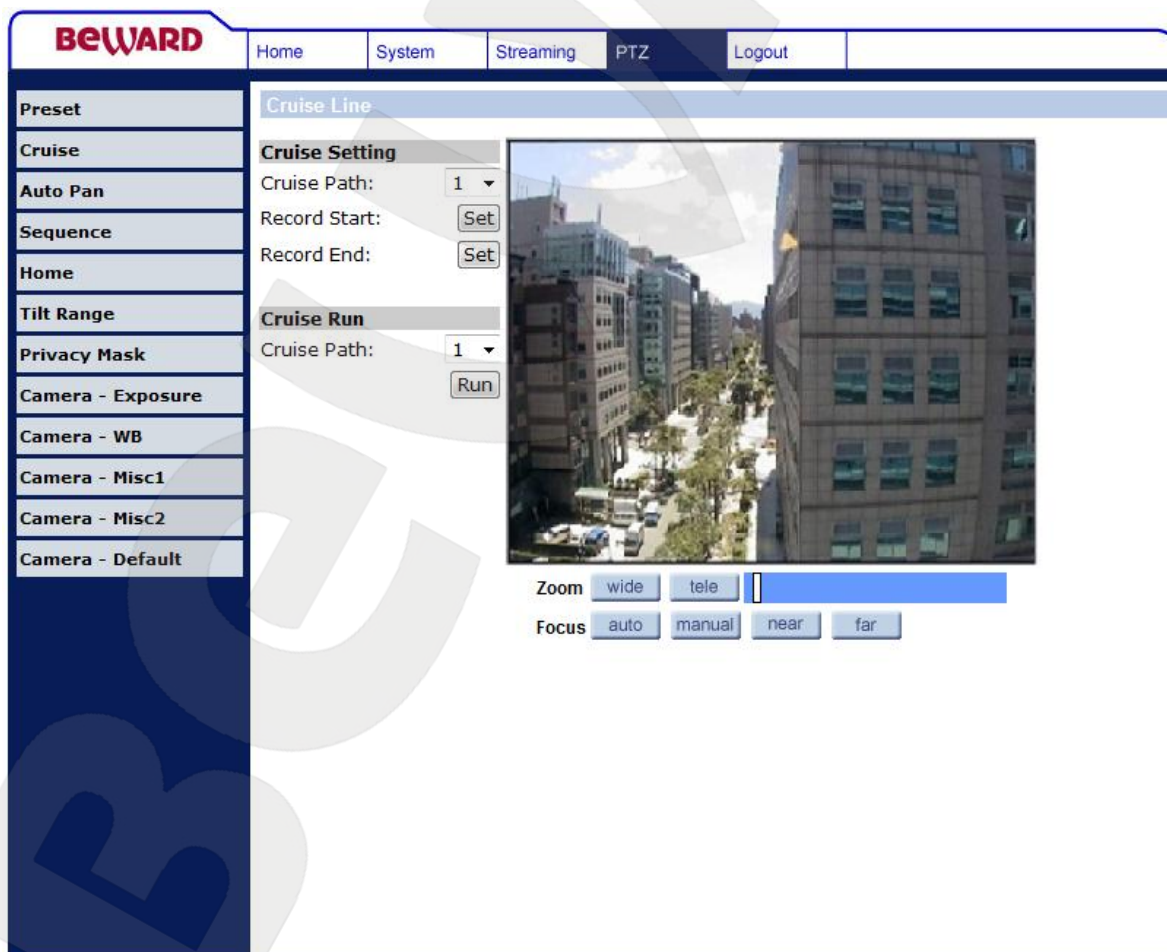 BEWARD
Home System Streaming PTZ Logout
Preset
Cruise
Auto Pan
Sequence
Home
Tilt Range
Privacy Mask
Camera - Exposure
Camera - WB
Camera - Misc1
Camera - Misc2
Camera - Default
Cruise Line
Cruise Setting
Cruise Path: 1
Record Start: Set
Record End: Set
Cruise Run
Cruise Path: 1
Run
Zoom wide tele
Focus auto manual near far